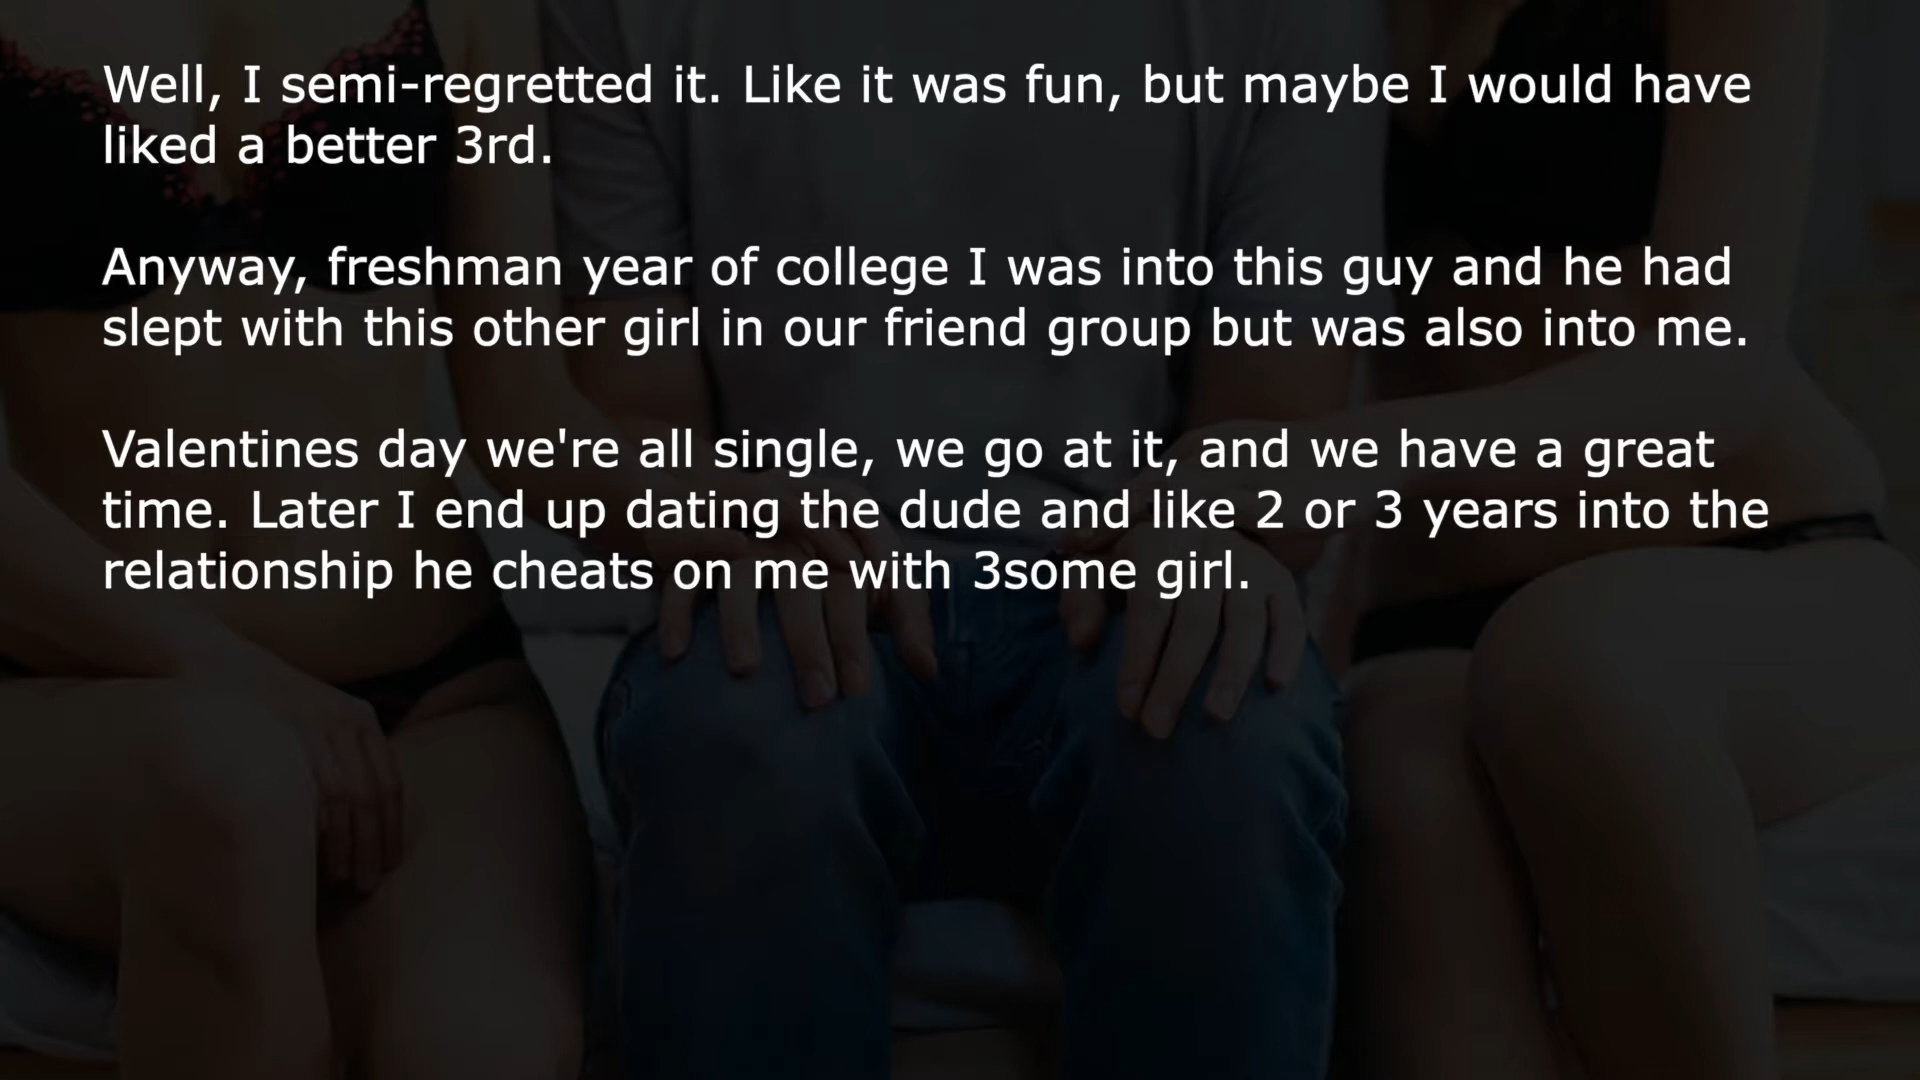 Well, I semi-regretted it. Like it was fun, but maybe I would have
liked a better 3rd.
Anyway, freshman year of college I was into this guy and he had
slept with this other girl in our friend group but was also into me.
Valentines day we're all single, we go at it, and we have a great
time. Later I end up dating the dude and like 2 or 3 years into the
relationship he cheats on me with 3some girl.